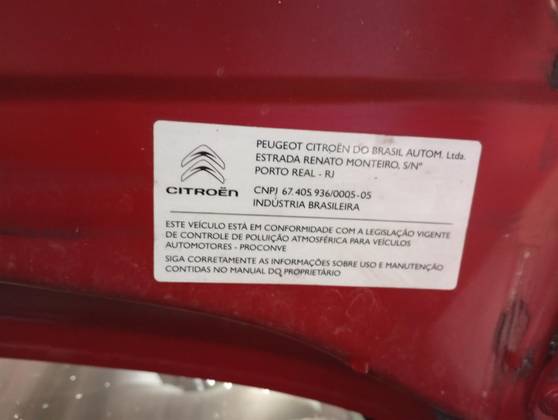 PEUGEOT CITROËN DO BRASIL AUTOM. Ltda.
ESTRADA RENATO MONTEIRO, S/Nº
PORTO REAL - RJ
CITROËN
CNPJ 67.405.936/0005-05
INDÚSTRIA BRASILEIRA
ESTE VEÍCULO ESTÁ EM CONFORMIDADE COM A LEGISLAÇÃO VIGENTE
DE CONTROLE DE POLUIÇÃO ATMOSFÉRICA PARA VEÍCULOS
AUTOMOTORES - PROCONVE
SIGA CORRETAMENTE AS INFORMAÇÕES SOBRE USO E MANUTENÇÃO
CONTIDAS NO MANUAL DO PROPRIETÁRIO